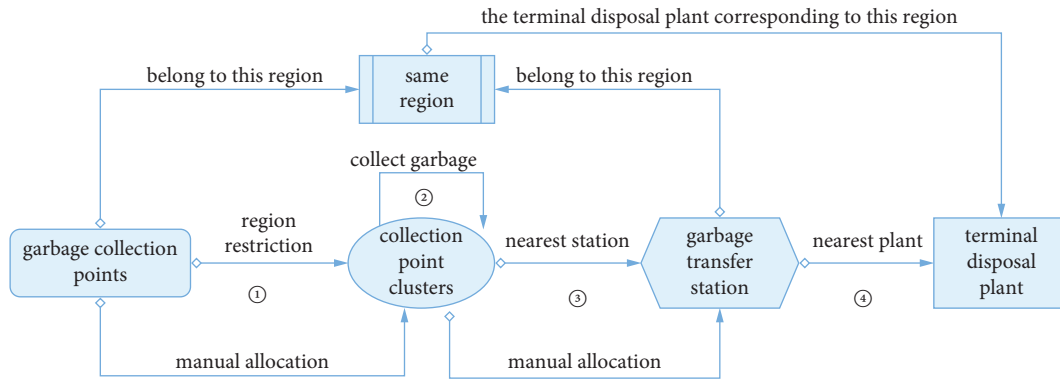 the terminal disposal plant corresponding to this region
belong to this region
same
region
belong to this region
collect garbage
②
region
restriction
garbage collection
points
①
collection
point
clusters
nearest station
③
garbage
transfer
station
nearest plant
④
terminal
disposal
plant
manual allocation
manual allocation